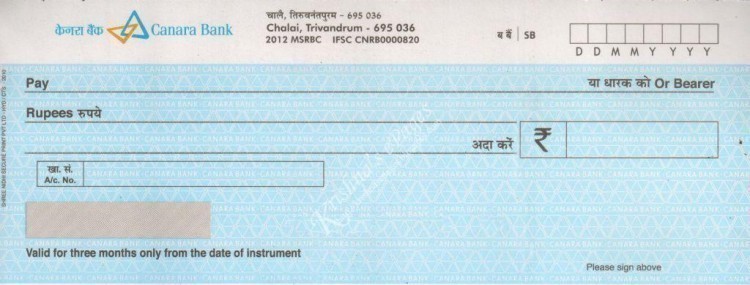 केनरा बैंक Canara Bank
चालै, तिरुवनंतपुरम - 695 036
Chalai, Trivandrum - 695 036
2012 MSRBC IFSC CNRB0000820
ब बैं SB
D D M M Y Y Y Y
Pay या धारक को Or Bearer
Rupees रुपये
अदा करें ₹
खा. सं.
A/c. No.
Valid for three months only from the date of instrument
Please sign above